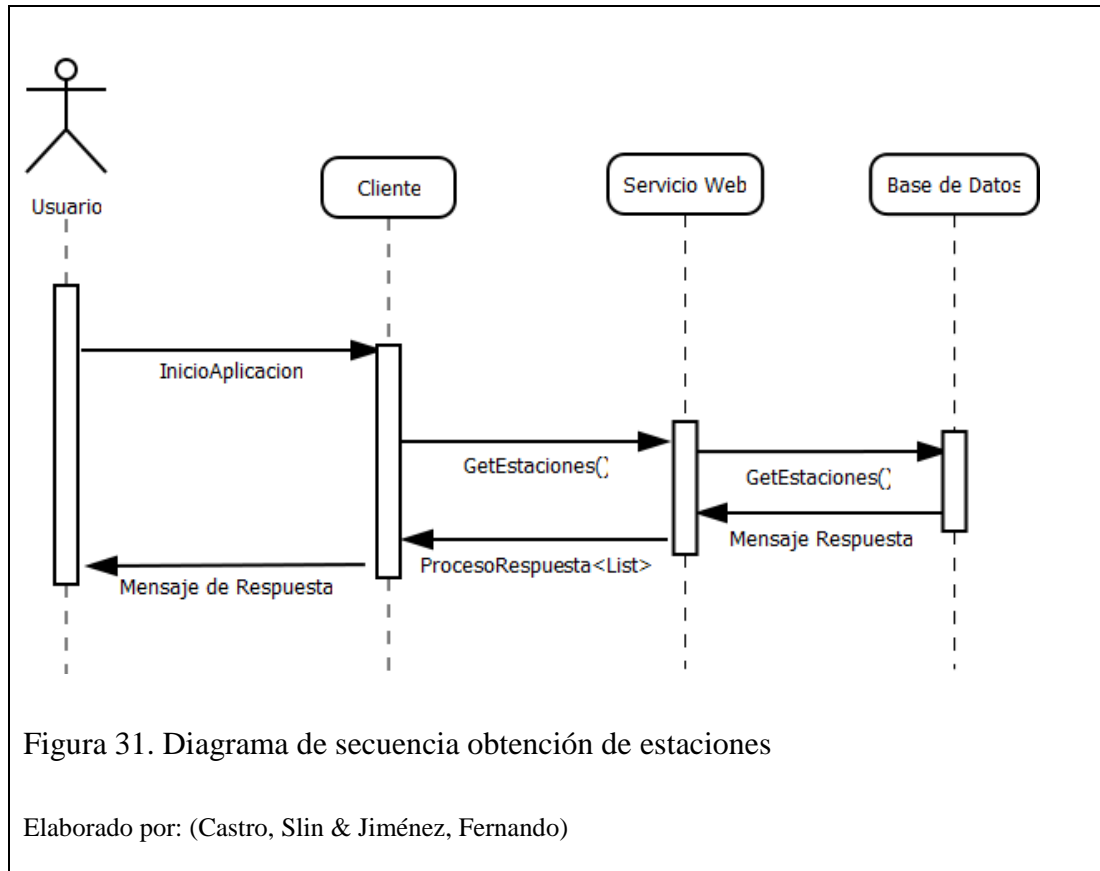 Usuario
Cliente
Servicio Web
Base de Datos
InicioAplicacion
GetEstaciones()
GetEstaciones()
Mensaje Respuesta
ProcesoRespuesta<List>
Mensaje de Respuesta
Figura 31. Diagrama de secuencia obtención de estaciones
Elaborado por: (Castro, Slin & Jiménez, Fernando)